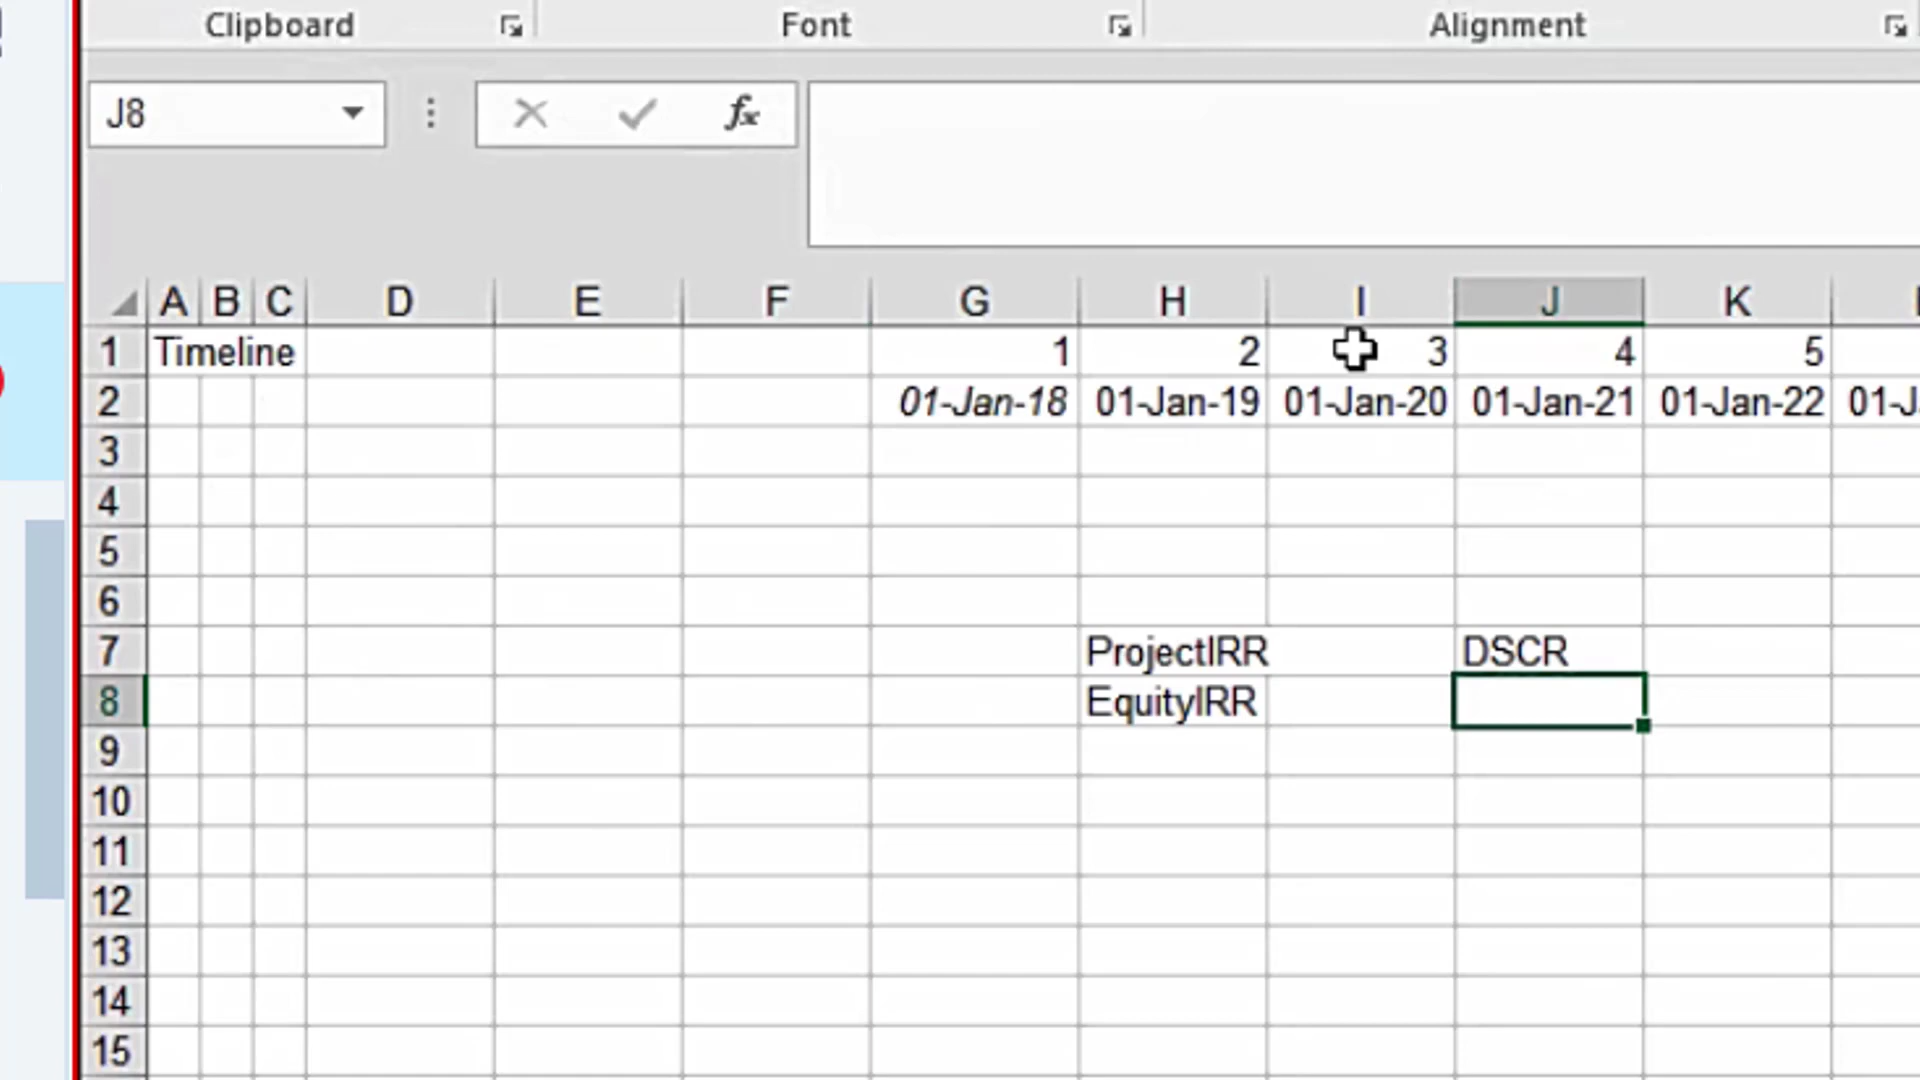 Clipboard Font Alignment
J8 fx
A B C D E F G H I J K
1 Timeline 1 2 3 4 5
2 01-Jan-18 01-Jan-19 01-Jan-20 01-Jan-21 01-Jan-22 01-J
3
4
5
6
7 ProjectIRR DSCR
8 EquityIRR
9
10
11
12
13
14
15